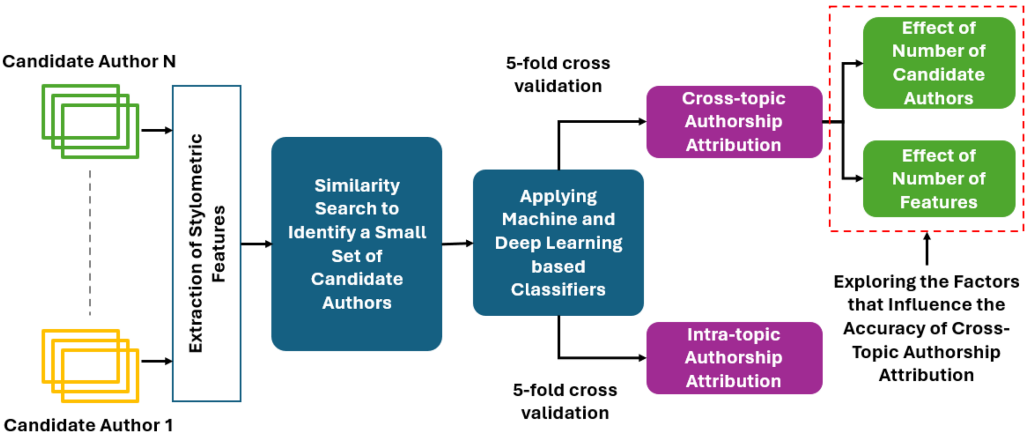 Candidate Author N
Candidate Author 1
Extraction of Stylometric
Features
Similarity
Search to
Identify a Small
Set of
Candidate
Authors
Applying
Machine and
Deep Learning
based
Classifiers
5-fold cross
validation
Cross-topic
Authorship
Attribution
5-fold cross
validation
Intra-topic
Authorship
Attribution
Effect of
Number of
Candidate
Authors
Effect of
Number of
Features
Exploring the Factors
that Influence the
Accuracy of Cross-
Topic Authorship
Attribution